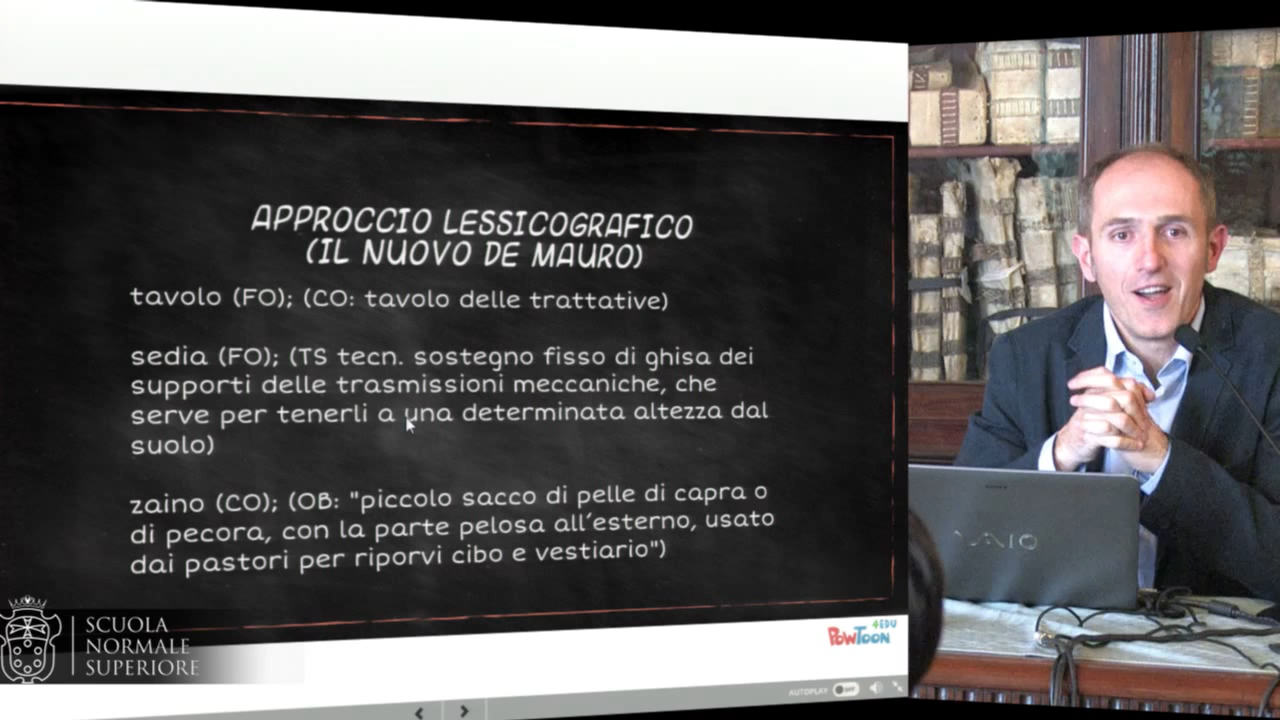 APPROCCIO LESSICOGRAFICO
(IL NUOVO DE MAURO)
tavolo (FO); (CO: tavolo delle trattative)
sedia (FO); (TS tecn. sostegno fisso di ghisa dei
supporti delle trasmissioni meccaniche, che
serve per tenerli a una determinata altezza dal
suolo)
zaino (CO); (OB: "piccolo sacco di pelle di capra o
di pecora, con la parte pelosa all'esterno, usato
dai pastori per riporvi cibo e vestiario")
SCUOLA
NORMALE
SUPERIORE
4EDU
POWTOON
AUTOPLAY OFF
VAIO